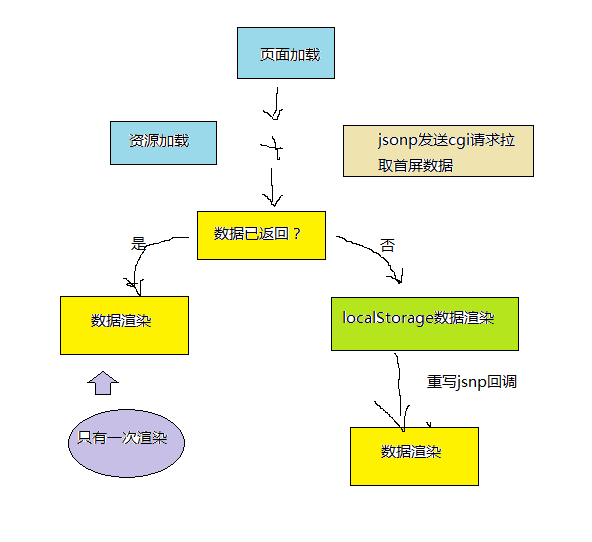 页面加载
资源加载
jsonp发送cgi请求拉
取首屏数据
数据已返回？
是
否
数据渲染
localStorage数据渲染
重写jsnp回调
只有一次渲染
数据渲染